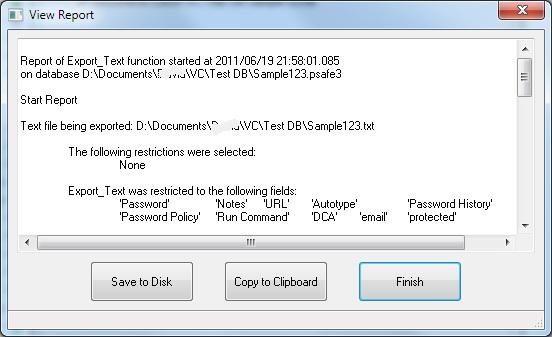 View Report
Report of Export_Text function started at 2011/06/19 21:58:01.085
on database D:\Documents\ \VC\Test DB\Sample123.psafe3
Start Report
Text file being exported: D:\Documents\ \VC\Test DB\Sample123.txt
The following restrictions were selected:
None
Export_Text was restricted to the following fields:
'Password' 'Notes' 'URL' 'Autotype' 'Password History'
'Password Policy' 'Run Command' 'DCA' 'email' 'protected'
Save to Disk Copy to Clipboard Finish